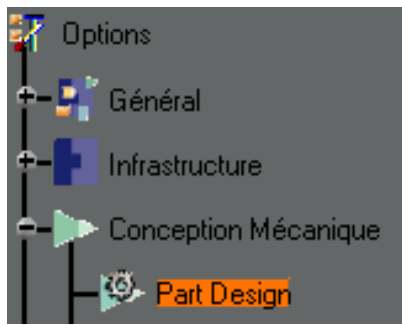 Options
Général
Infrastructure
Conception Mécanique
Part Design